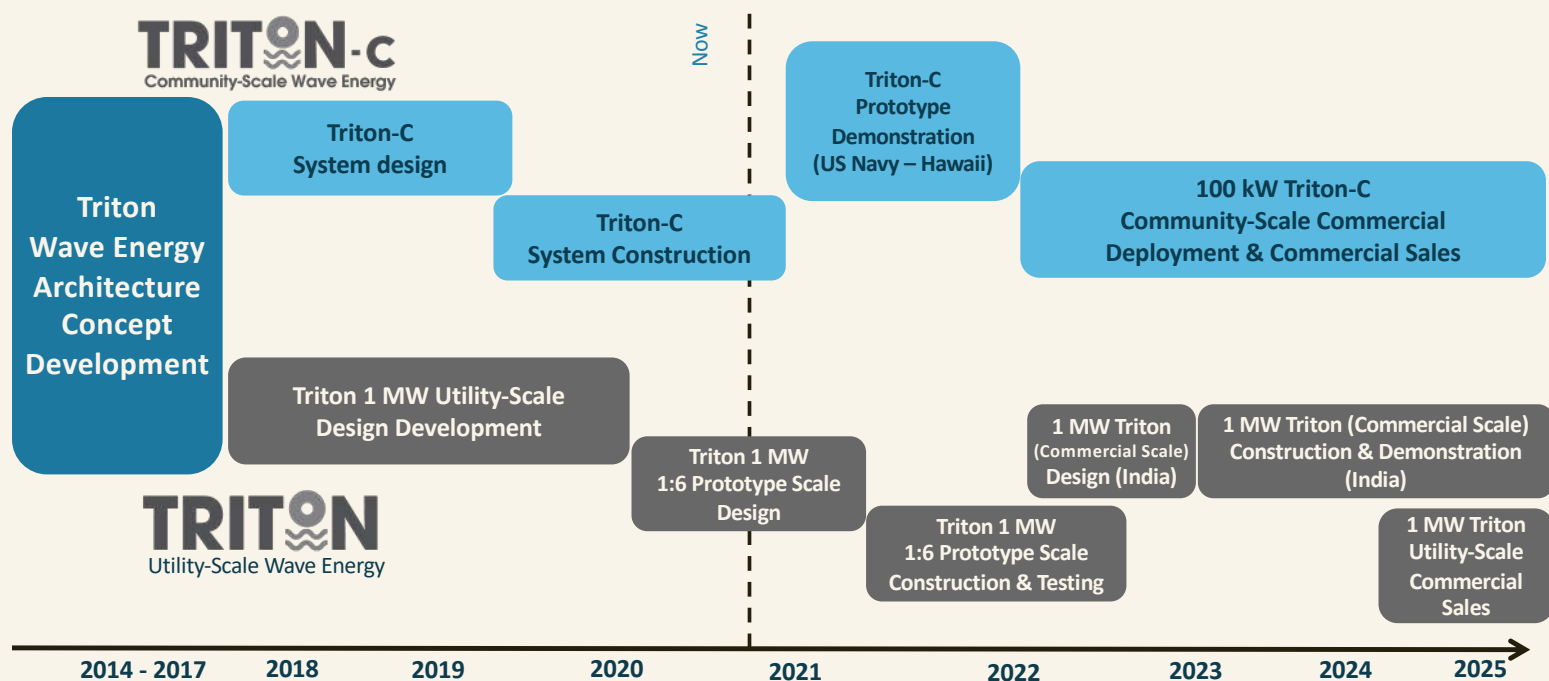 TRITON-C
Community-Scale Wave Energy
Now
Triton
Wave Energy
Architecture
Concept
Development
Triton-C
System design
Triton-C
System Construction
Triton-C
Prototype
Demonstration
(US Navy – Hawaii)
100 kW Triton-C
Community-Scale Commercial
Deployment & Commercial Sales
Triton 1 MW Utility-Scale
Design Development
Triton 1 MW
1:6 Prototype Scale
Design
Triton 1 MW
1:6 Prototype Scale
Construction & Testing
1 MW Triton
(Commercial Scale)
Design (India)
1 MW Triton (Commercial Scale)
Construction & Demonstration
(India)
1 MW Triton
Utility-Scale
Commercial
Sales
TRITON
Utility-Scale Wave Energy
2014 - 2017
2018
2019
2020
2021
2022
2023
2024
2025